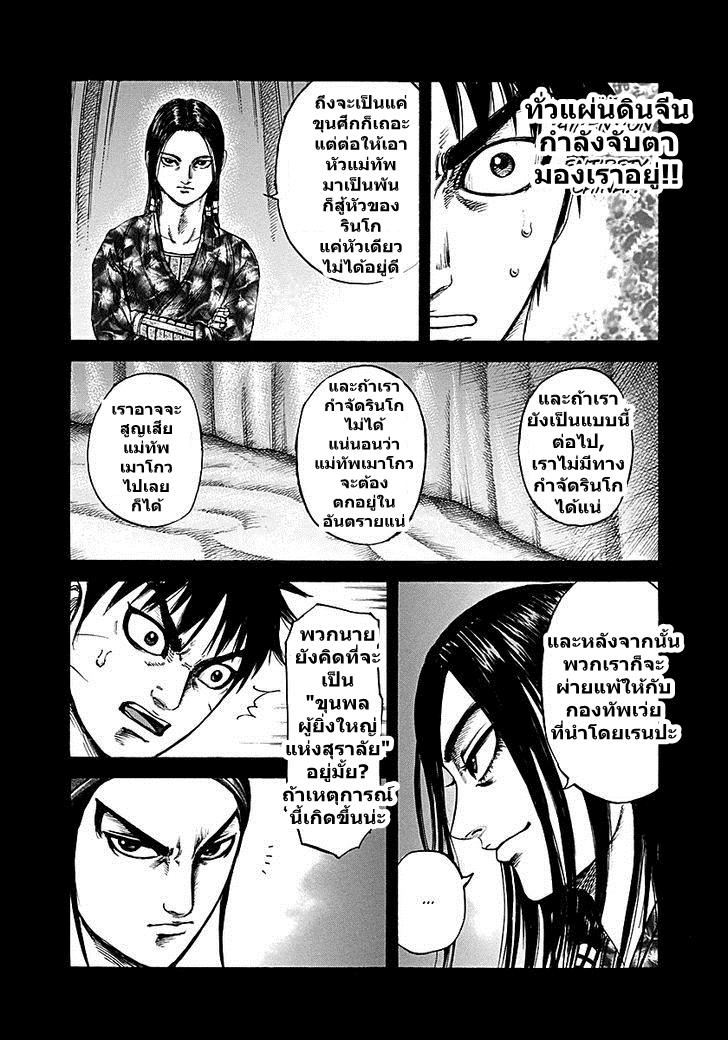 ทั่วแผ่นดินจีน
กำลังจับตา
มองเราอยู่!!
ถึงจะเป็นแค่
ขุนศึกก็เถอะ
แต่ต่อให้เอา
หัวแม่ทัพ
มาเป็นพัน
ก็สู้หัวของ
รินโก
แค่หัวเดียว
ไม่ได้อยู่ดี
และถ้าเรา
ยังเป็นแบบนี้
ต่อไป,
เราไม่มีทาง
กำจัดรินโก
ได้แน่
และถ้าเรา
กำจัดรินโก
ไม่ได้
แน่นอนว่า
แม่ทัพเมาโกว
จะต้อง
ตกอยู่ใน
อันตรายแน่
เราอาจจะ
สูญเสีย
แม่ทัพ
เมาโกว
ไปเลย
ก็ได้
และหลังจากนั้น
พวกเราก็จะ
ผ่ายแพ้ให้กับ
กองทัพเว่ย
ที่นำโดยเรนปะ
พวกนาย
ยังคิดที่จะ
เป็น
"ขุนพล
ผู้ยิ่งใหญ่
แห่งสุราลัย"
อยู่มั้ย?
ถ้าเหตุการณ์
นี้เกิดขึ้นน่ะ
...